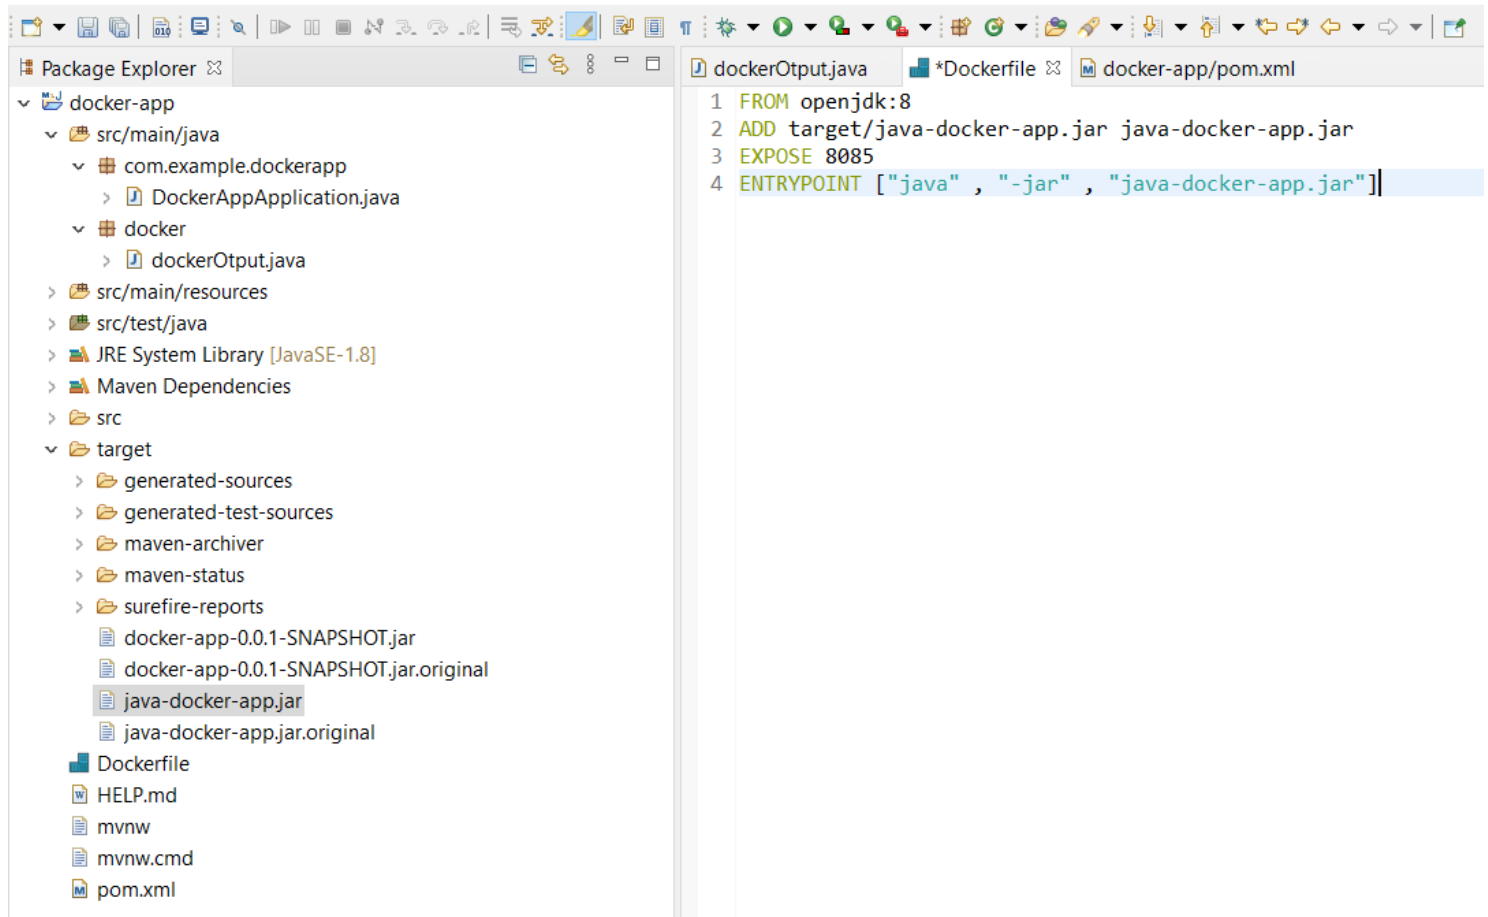 Package Explorer
docker-app
src/main/java
com.example.dockerapp
DockerAppApplication.java
docker
dockerOtput.java
src/main/resources
src/test/java
JRE System Library [JavaSE-1.8]
Maven Dependencies
src
target
generated-sources
generated-test-sources
maven-archiver
maven-status
surefire-reports
docker-app-0.0.1-SNAPSHOT.jar
docker-app-0.0.1-SNAPSHOT.jar.original
java-docker-app.jar
java-docker-app.jar.original
Dockerfile
HELP.md
mvnw
mvnw.cmd
pom.xml
dockerOtput.java *Dockerfile docker-app/pom.xml
1 FROM openjdk:8
2 ADD target/java-docker-app.jar java-docker-app.jar
3 EXPOSE 8085
4 ENTRYPOINT ["java" , "-jar" , "java-docker-app.jar"]